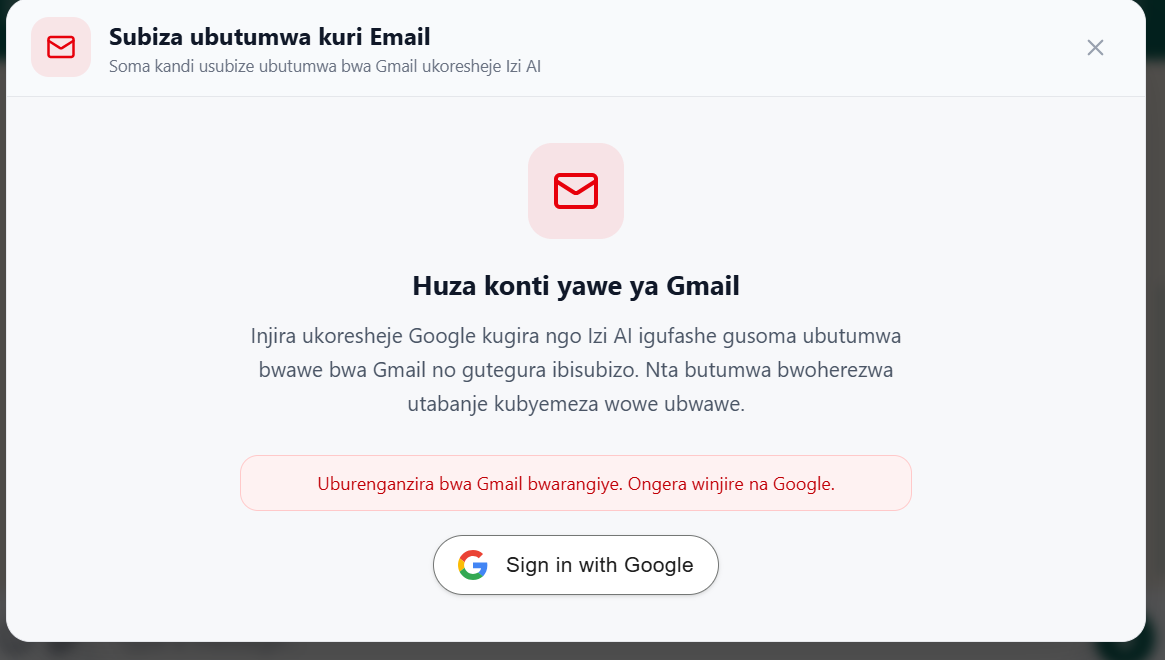 Subiza ubutumwa kuri Email
Soma kandi usubize ubutumwa bwa Gmail ukoresheje Izi AI
Huza konti yawe ya Gmail
Injira ukoresheje Google kugira ngo Izi AI igufashe gusoma ubutumwa
bwawe bwa Gmail no gutegura ibisubizo. Nta butumwa bwoherezwa
utabanje kubyemeza wowe ubwawe.
Uburenganzira bwa Gmail bwarangiye. Ongera winjire na Google.
Sign in with Google